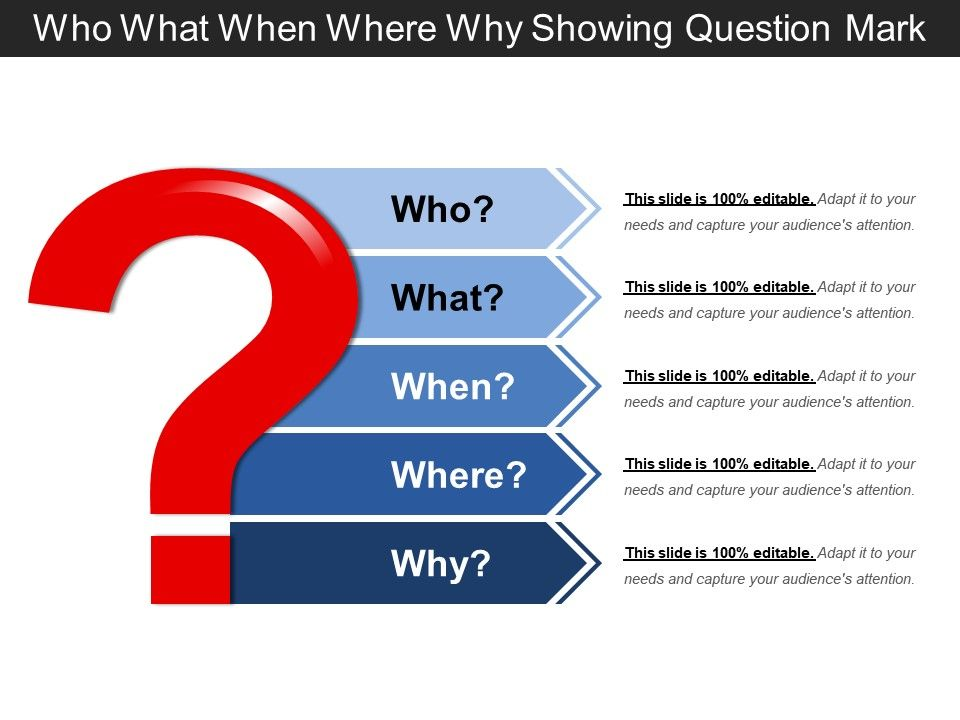 Who What When Where Why Showing Question Mark
Who?
This slide is 100% editable. Adapt it to your
needs and capture your audience's attention.
What?
This slide is 100% editable. Adapt it to your
needs and capture your audience's attention.
When?
This slide is 100% editable. Adapt it to your
needs and capture your audience's attention.
Where?
This slide is 100% editable. Adapt it to your
needs and capture your audience's attention.
Why?
This slide is 100% editable. Adapt it to your
needs and capture your audience's attention.